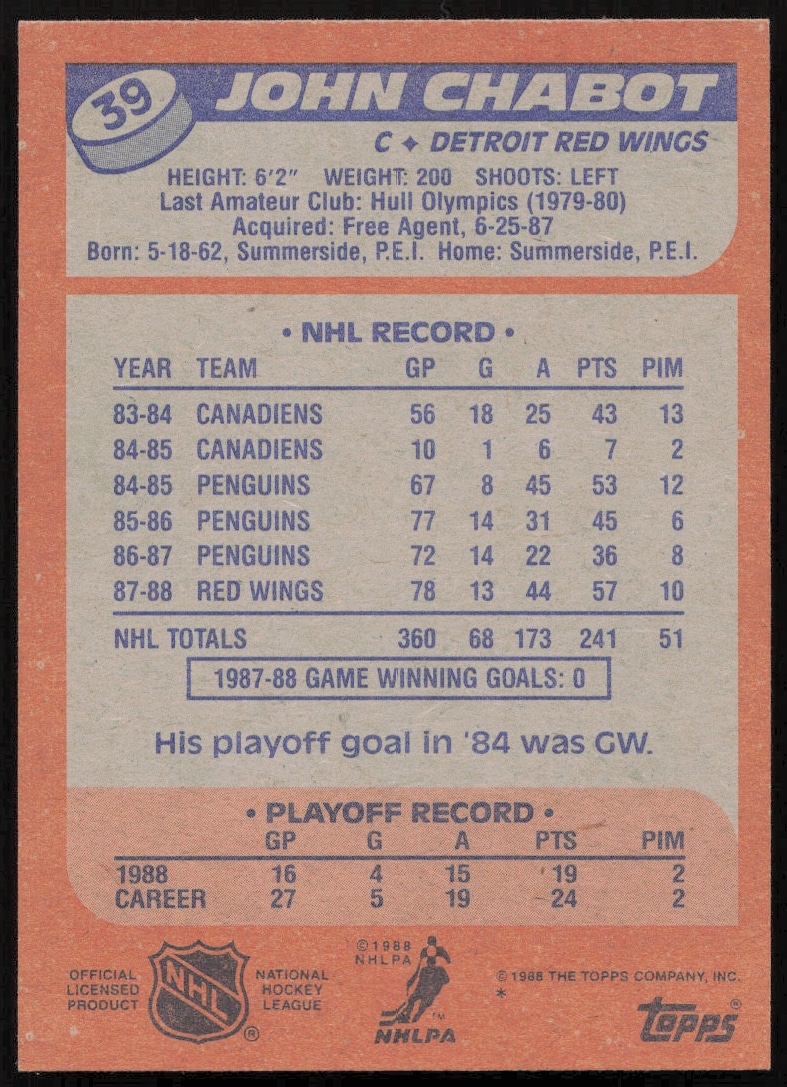 39
JOHN CHABOT
C ✦ DETROIT RED WINGS
HEIGHT: 6'2" WEIGHT: 200 SHOOTS: LEFT
Last Amateur Club: Hull Olympics (1979-80)
Acquired: Free Agent, 6-25-87
Born: 5-18-62, Summerside, P.E.I. Home: Summerside, P.E.I.
• NHL RECORD •
YEAR TEAM GP G A PTS PIM
83-84 CANADIENS 56 18 25 43 13
84-85 CANADIENS 10 1 6 7 2
84-85 PENGUINS 67 8 45 53 12
85-86 PENGUINS 77 14 31 45 6
86-87 PENGUINS 72 14 22 36 8
87-88 RED WINGS 78 13 44 57 10
NHL TOTALS 360 68 173 241 51
1987-88 GAME WINNING GOALS: 0
His playoff goal in '84 was GW.
• PLAYOFF RECORD •
GP G A PTS PIM
1988 16 4 15 19 2
CAREER 27 5 19 24 2
OFFICIAL
LICENSED
PRODUCT
NHL
®
NATIONAL
HOCKEY
LEAGUE
©1988
NHLPA
™
NHLPA
©1988 THE TOPPS COMPANY, INC.
*
topps®